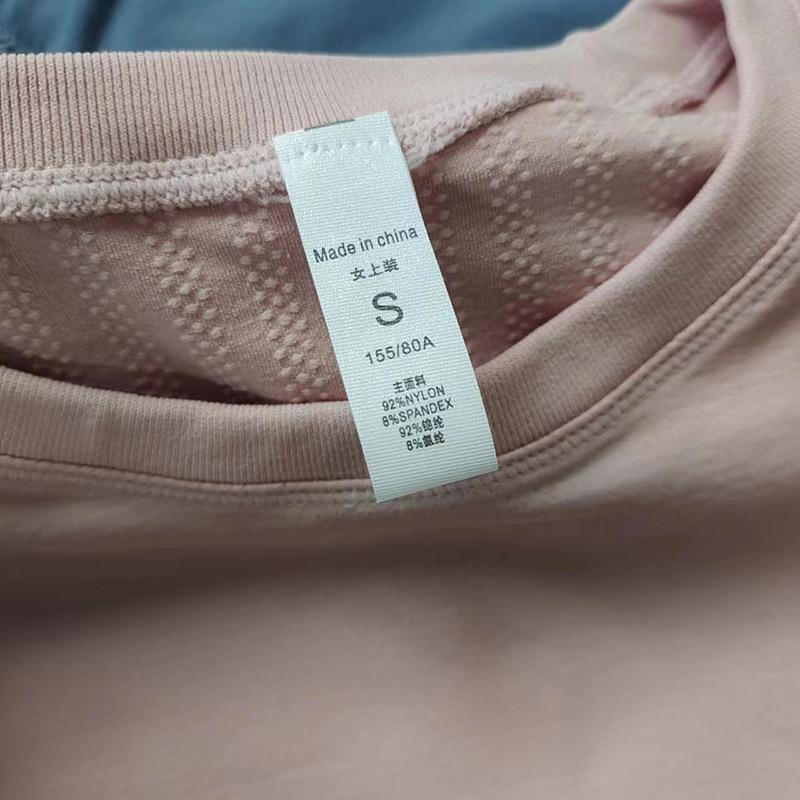 Made in china
女上装
S
155/80A
主面料
92%NYLON
8%SPANDEX
92%锦纶
8%氨纶